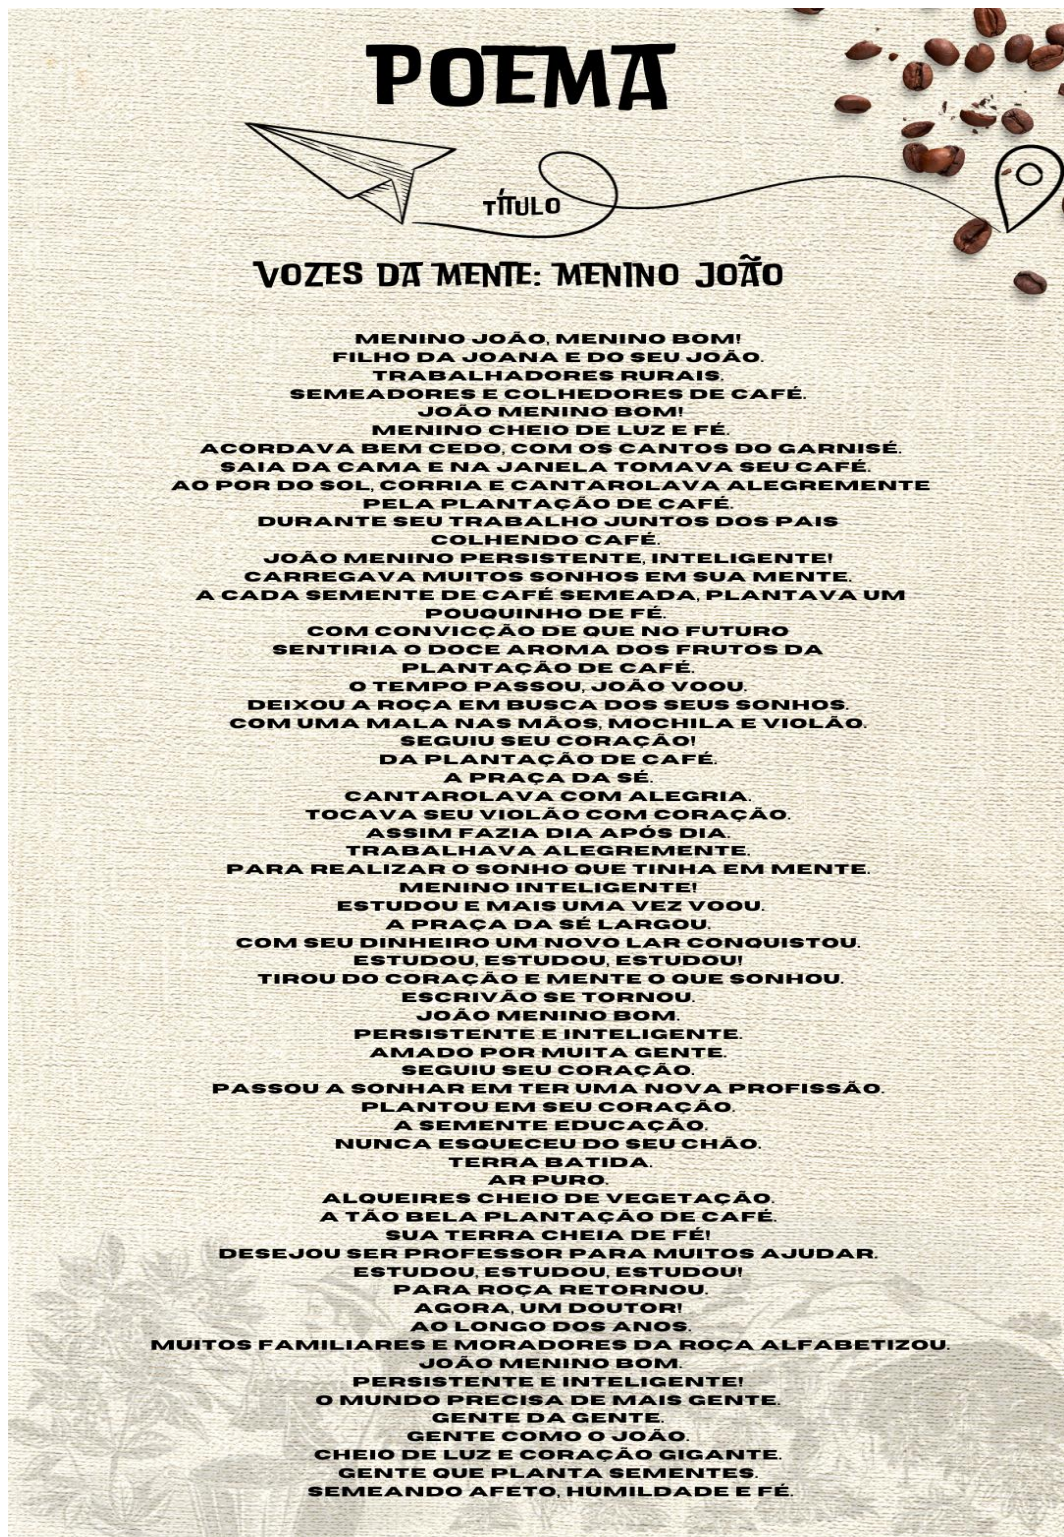 POEMA
TÍTULO
VOZES DA MENTE: MENINO JOÃO
MENINO JOÃO, MENINO BOM!
FILHO DA JOANA E DO SEU JOÃO.
TRABALHADORES RURAIS.
SEMEADORES E COLHEDORES DE CAFÉ.
JOÃO MENINO BOM!
MENINO CHEIO DE LUZ E FÉ.
ACORDAVA BEM CEDO, COM OS CANTOS DO GARNISÉ.
SAIA DA CAMA E NA JANELA TOMAVA SEU CAFÉ.
AO POR DO SOL, CORRIA E CANTAROLAVA ALEGREMENTE
PELA PLANTAÇÃO DE CAFÉ.
DURANTE SEU TRABALHO JUNTOS DOS PAIS
COLHENDO CAFÉ.
JOÃO MENINO PERSISTENTE, INTELIGENTE!
CARREGAVA MUITOS SONHOS EM SUA MENTE.
A CADA SEMENTE DE CAFÉ SEMEADA, PLANTAVA UM
POUQUINHO DE FÉ.
COM CONVICÇÃO DE QUE NO FUTURO
SENTIRIA O DOCE AROMA DOS FRUTOS DA
PLANTAÇÃO DE CAFÉ.
O TEMPO PASSOU, JOÃO VOOU.
DEIXOU A ROÇA EM BUSCA DOS SEUS SONHOS.
COM UMA MALA NAS MÃOS, MOCHILA E VIOLÃO.
SEGUIU SEU CORAÇÃO!
DA PLANTAÇÃO DE CAFÉ.
A PRAÇA DA SÉ.
CANTAROLAVA COM ALEGRIA.
TOCAVA SEU VIOLÃO COM CORAÇÃO.
ASSIM FAZIA DIA APÓS DIA.
TRABALHAVA ALEGREMENTE.
PARA REALIZAR O SONHO QUE TINHA EM MENTE.
MENINO INTELIGENTE!
ESTUDOU E MAIS UMA VEZ VOOU.
A PRAÇA DA SÉ LARGOU.
COM SEU DINHEIRO UM NOVO LAR CONQUISTOU.
ESTUDOU, ESTUDOU, ESTUDOU!
TIROU DO CORAÇÃO E MENTE O QUE SONHOU.
ESCRIVÃO SE TORNOU.
JOÃO MENINO BOM.
PERSISTENTE E INTELIGENTE.
AMADO POR MUITA GENTE.
SEGUIU SEU CORAÇÃO.
PASSOU A SONHAR EM TER UMA NOVA PROFISSÃO.
PLANTOU EM SEU CORAÇÃO.
A SEMENTE EDUCAÇÃO.
NUNCA ESQUECEU DO SEU CHÃO.
TERRA BATIDA.
AR PURO.
ALQUEIRES CHEIO DE VEGETAÇÃO.
A TÃO BELA PLANTAÇÃO DE CAFÉ.
SUA TERRA CHEIA DE FÉ!
DESEJOU SER PROFESSOR PARA MUITOS AJUDAR.
ESTUDOU, ESTUDOU, ESTUDOU!
PARA ROÇA RETORNOU.
AGORA, UM DOUTOR!
AO LONGO DOS ANOS.
MUITOS FAMILIARES E MORADORES DA ROÇA ALFABETIZOU.
JOÃO MENINO BOM.
PERSISTENTE E INTELIGENTE!
O MUNDO PRECISA DE MAIS GENTE.
GENTE DA GENTE.
GENTE COMO O JOÃO.
CHEIO DE LUZ E CORAÇÃO GIGANTE.
GENTE QUE PLANTA SEMENTES.
SEMEANDO AFETO, HUMILDADE E FÉ.